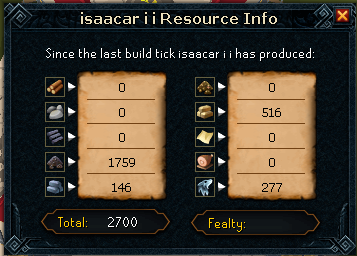 isaacar i i Resource Info
Since the last build tick isaacar i i has produced:
0 0
0 516
0 0
1759 0
146 277
Total: 2700 Fealty: